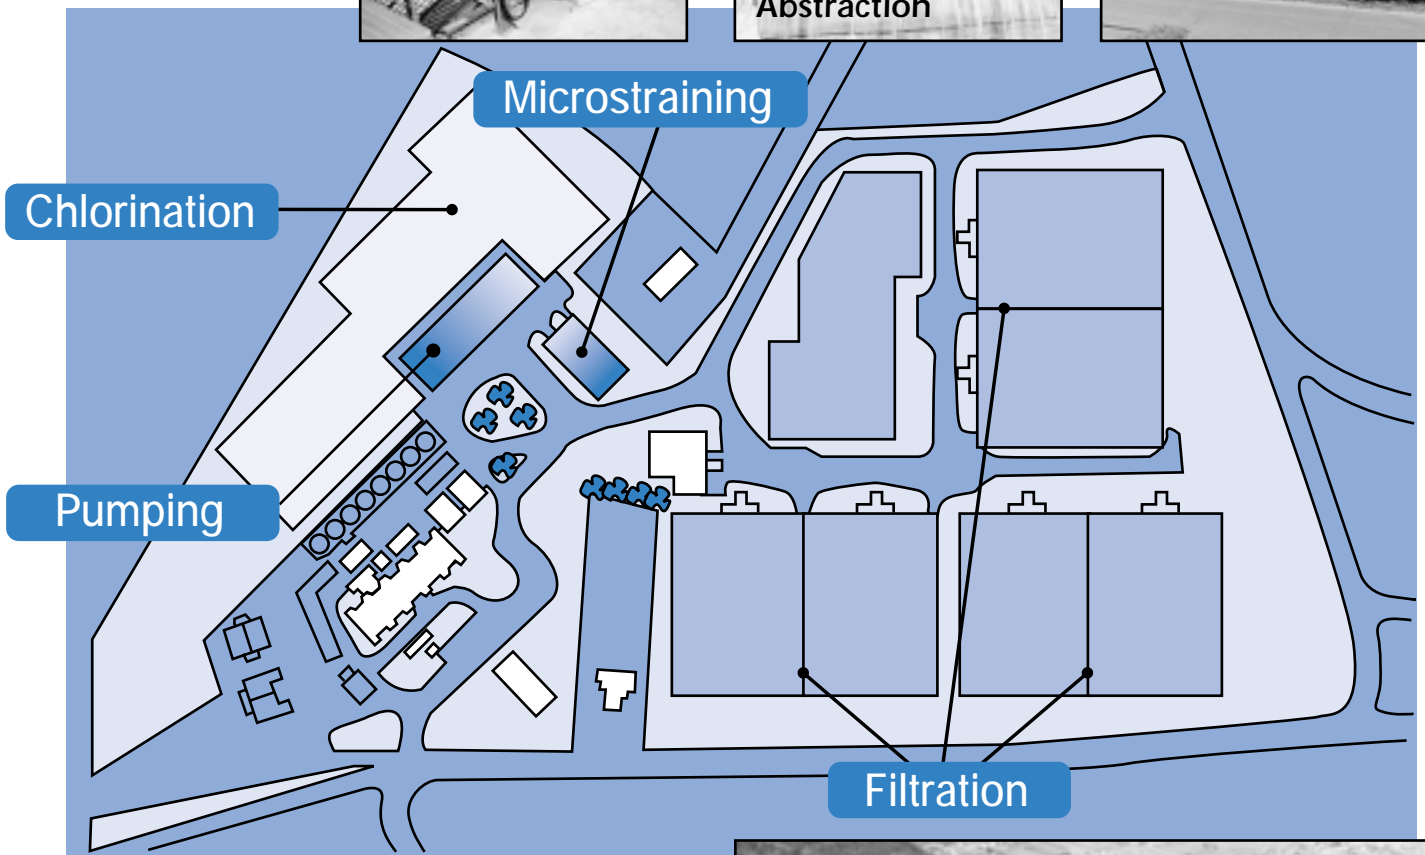 Abstraction
Microstraining
Chlorination
Pumping
Filtration